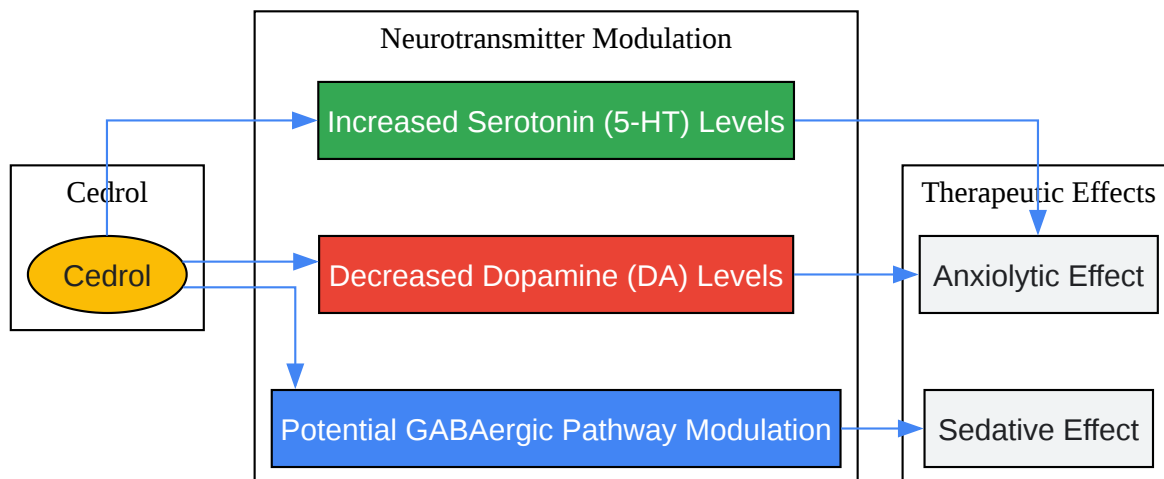 Neurotransmitter Modulation
Increased Serotonin (5-HT) Levels
Cedrol
Therapeutic Effects
Cedrol
Decreased Dopamine (DA) Levels
Anxiolytic Effect
Potential GABAergic Pathway Modulation
Sedative Effect